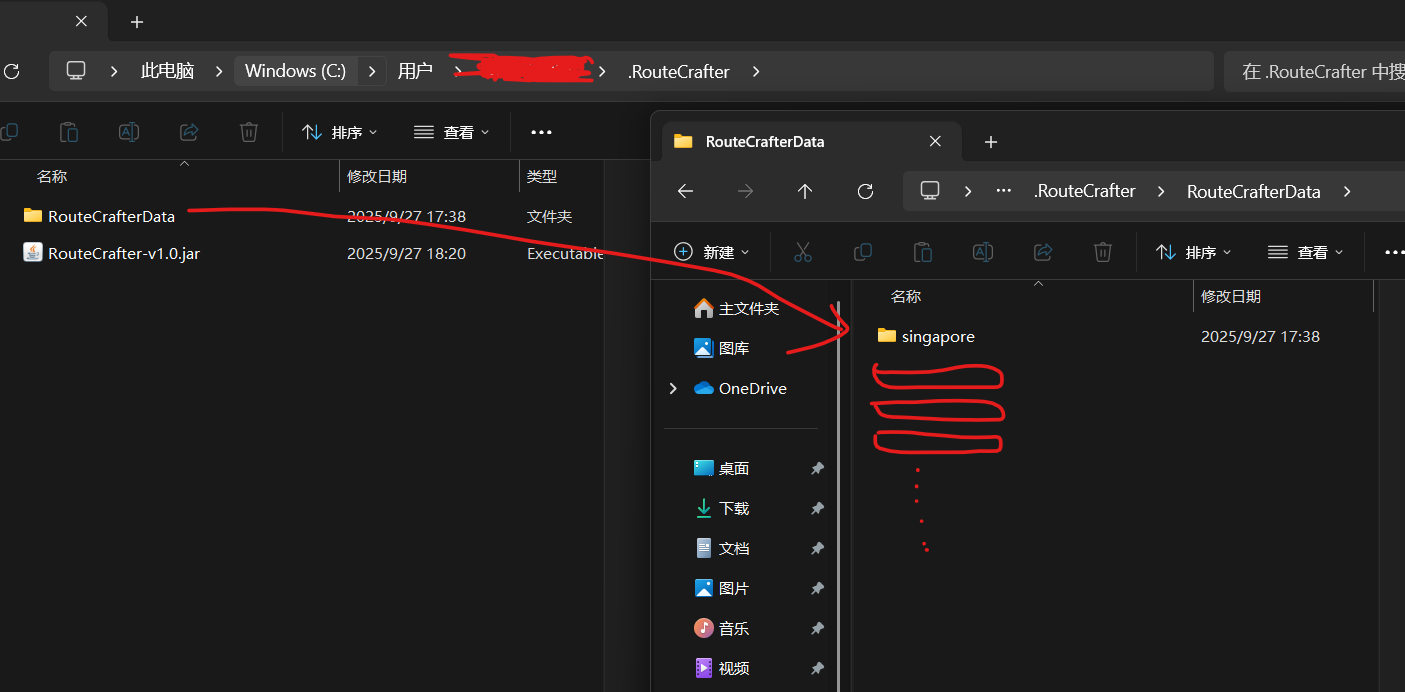 此电脑 Windows (C:) 用户 .RouteCrafter 在 .RouteCrafter 中搜
排序 查看
名称 修改日期 类型
RouteCrafterData 2025/9/27 17:38 文件夹
RouteCrafter-v1.0.jar 2025/9/27 18:20 Executable
RouteCrafterData
.RouteCrafter RouteCrafterData
新建 排序 查看
名称 修改日期
主文件夹
singapore 2025/9/27 17:38
图库
OneDrive
桌面
下载
文档
图片
音乐
视频